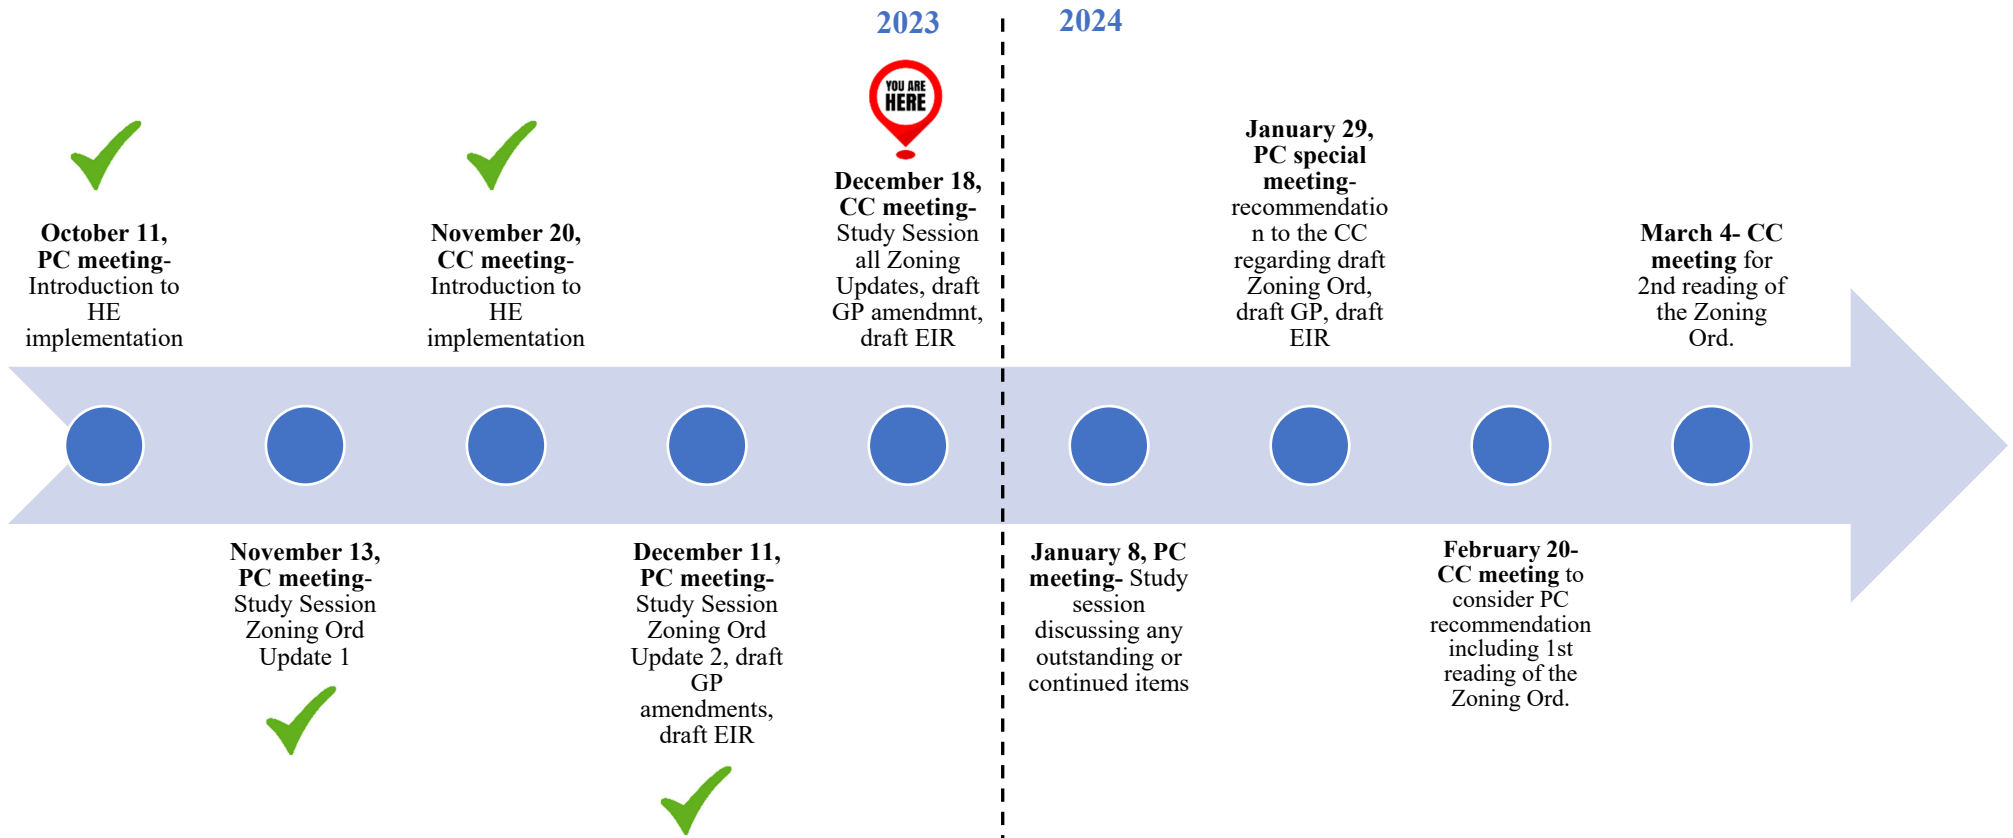 2023
2024
YOU ARE
HERE
October 11,
PC meeting-
Introduction to
HE
implementation
November 13,
PC meeting-
Study Session
Zoning Ord
Update 1
November 20,
CC meeting-
Introduction to
HE
implementation
December 11,
PC meeting-
Study Session
Zoning Ord
Update 2, draft
GP
amendments,
draft EIR
December 18,
CC meeting-
Study Session
all Zoning
Updates, draft
GP amendmnt,
draft EIR
January 8, PC
meeting- Study
session
discussing any
outstanding or
continued items
January 29,
PC special
meeting-
recommendatio
n to the CC
regarding draft
Zoning Ord,
draft GP, draft
EIR
February 20-
CC meeting to
consider PC
recommendation
including 1st
reading of the
Zoning Ord.
March 4- CC
meeting for
2nd reading of
the Zoning
Ord.